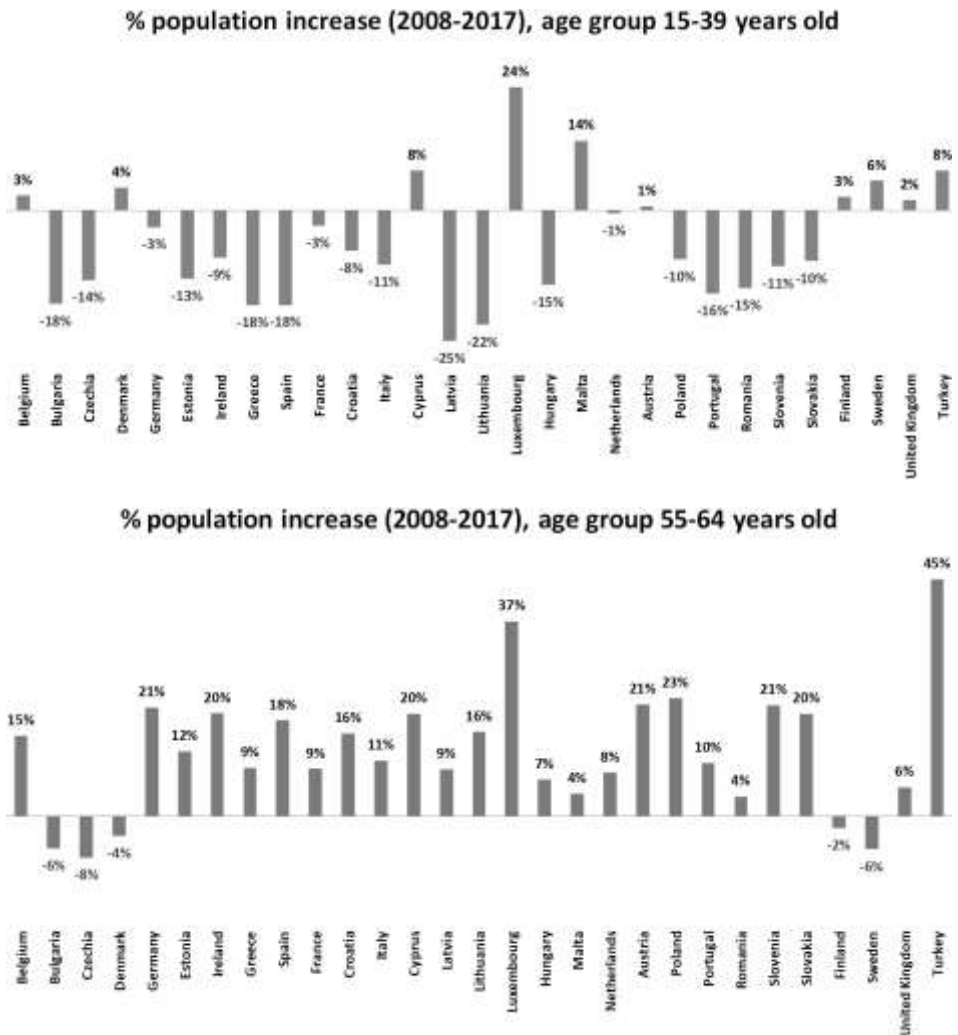 % population increase (2008-2017), age group 15-39 years old
3%
-18%
-14%
4%
-3%
-13%
-9%
-18%
-18%
-3%
-8%
-11%
8%
-25%
-22%
24%
-15%
14%
-1%
1%
-10%
-16%
-15%
-11%
-10%
3%
6%
2%
8%
Belgium
Bulgaria
Czechia
Denmark
Germany
Estonia
Ireland
Greece
Spain
France
Croatia
Italy
Cyprus
Latvia
Lithuania
Luxembourg
Hungary
Malta
Netherlands
Austria
Poland
Portugal
Romania
Slovenia
Slovakia
Finland
Sweden
United Kingdom
Turkey
% population increase (2008-2017), age group 55-64 years old
15%
-6%
-8%
-4%
21%
12%
20%
9%
18%
9%
16%
11%
20%
9%
16%
37%
7%
4%
8%
21%
23%
10%
4%
21%
20%
-2%
-6%
6%
45%
Belgium
Bulgaria
Czechia
Denmark
Germany
Estonia
Ireland
Greece
Spain
France
Croatia
Italy
Cyprus
Latvia
Lithuania
Luxembourg
Hungary
Malta
Netherlands
Austria
Poland
Portugal
Romania
Slovenia
Slovakia
Finland
Sweden
United Kingdom
Turkey